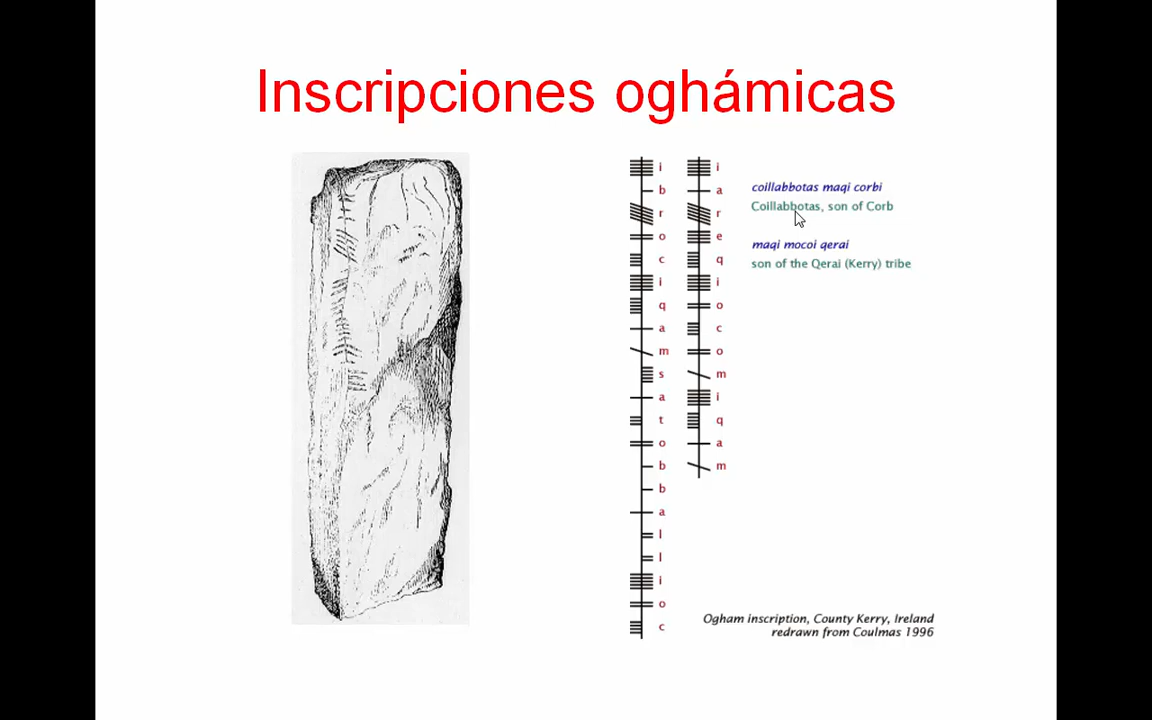 Inscripciones oghámicas
i i
b a
r r
o e
c q
i i
q o
a c
m o
s m
a i
t q
o a
b m
b
a
l
l
i
o
c
coillabbotas maqi corbi
Coillabbotas, son of Corb
maqi mocoi qerai
son of the Qerai (Kerry) tribe
Ogham inscription, County Kerry, Ireland
redrawn from Coulmas 1996